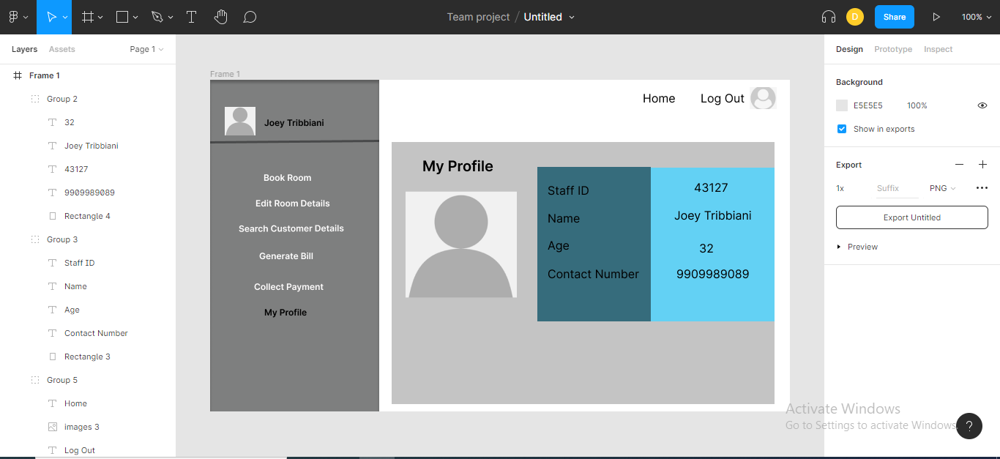 Team project / Untitled
D
Share
100%
Layers
Assets
Page 1
Frame 1
Group 2
32
Joey Tribbiani
43127
9909989089
Rectangle 4
Group 3
Staff ID
Name
Age
Contact Number
Rectangle 3
Group 5
Home
images 3
Log Out
Frame 1
Joey Tribbiani
Book Room
Edit Room Details
Search Customer Details
Generate Bill
Collect Payment
My Profile
Home
Log Out
My Profile
Staff ID
43127
Name
Joey Tribbiani
Age
32
Contact Number
9909989089
Design
Prototype
Inspect
Background
E5E5E5
100%
Show in exports
Export
1x
Suffix
PNG
Export Untitled
Preview
Activate Windows
Go to Settings to activate Windows.
?